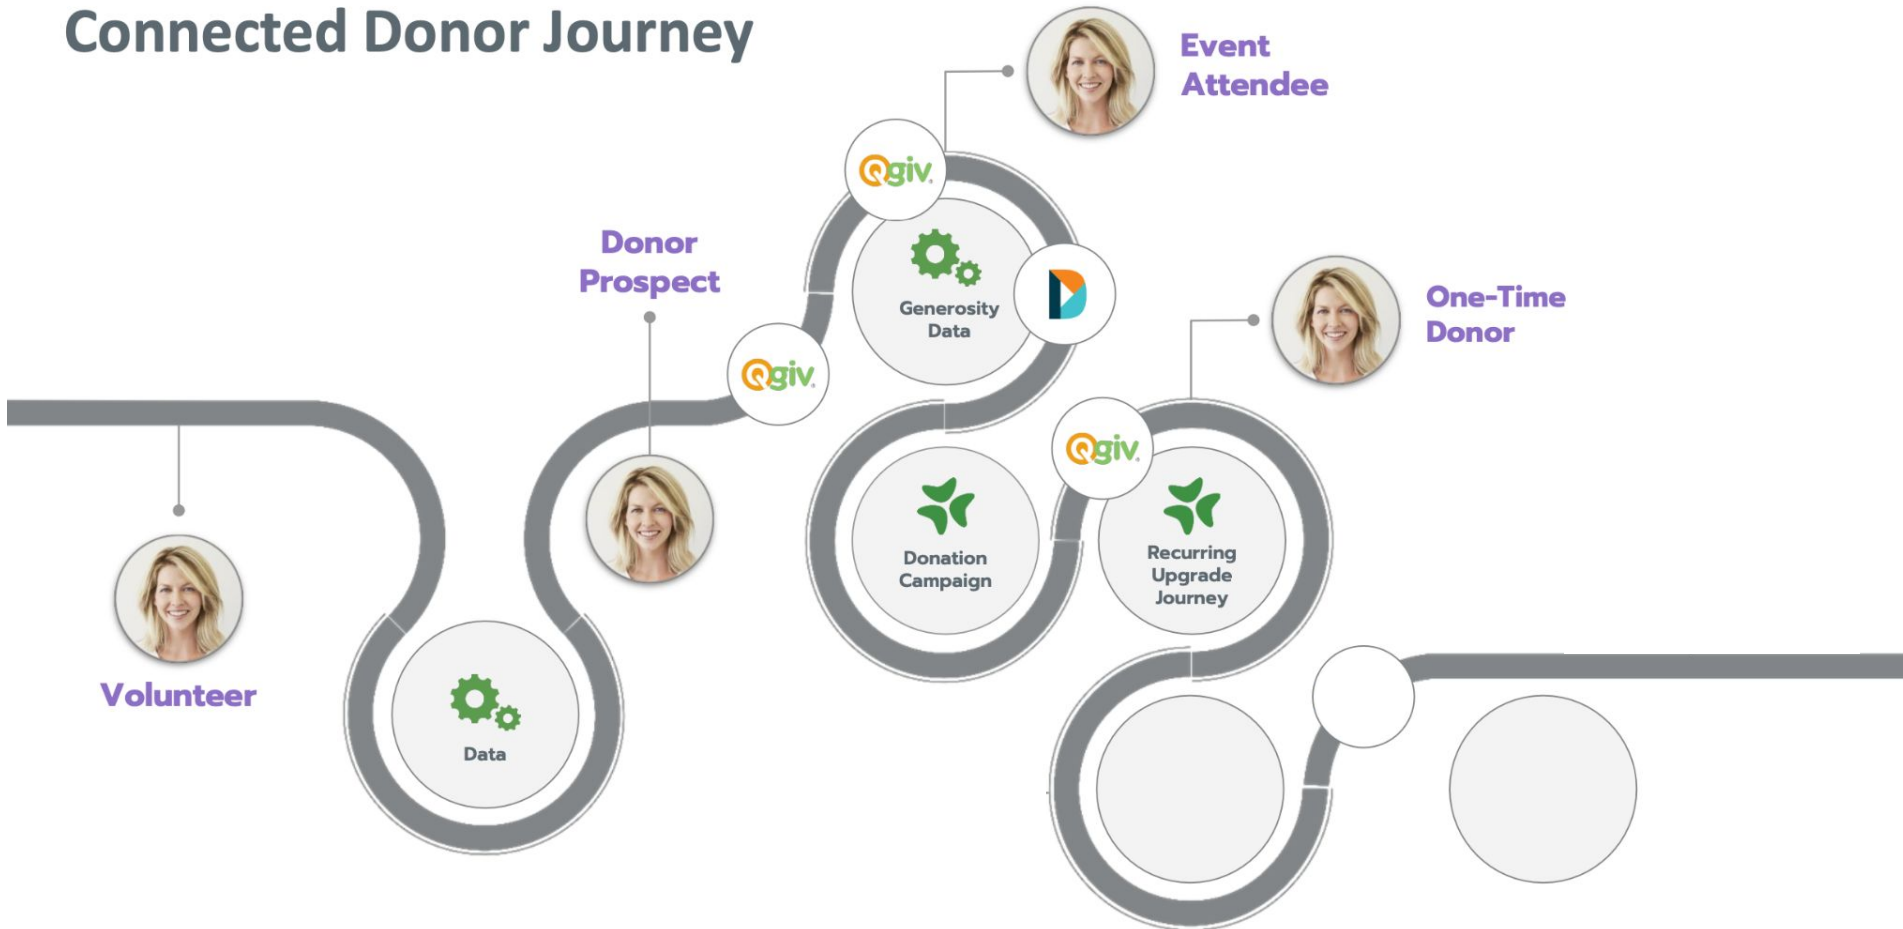 Connected Donor Journey
Event
Attendee
Qgiv
Donor
Prospect
Generosity
Data
One-Time
Donor
Qgiv
Qgiv
Donation
Campaign
Recurring
Upgrade
Journey
Volunteer
Data